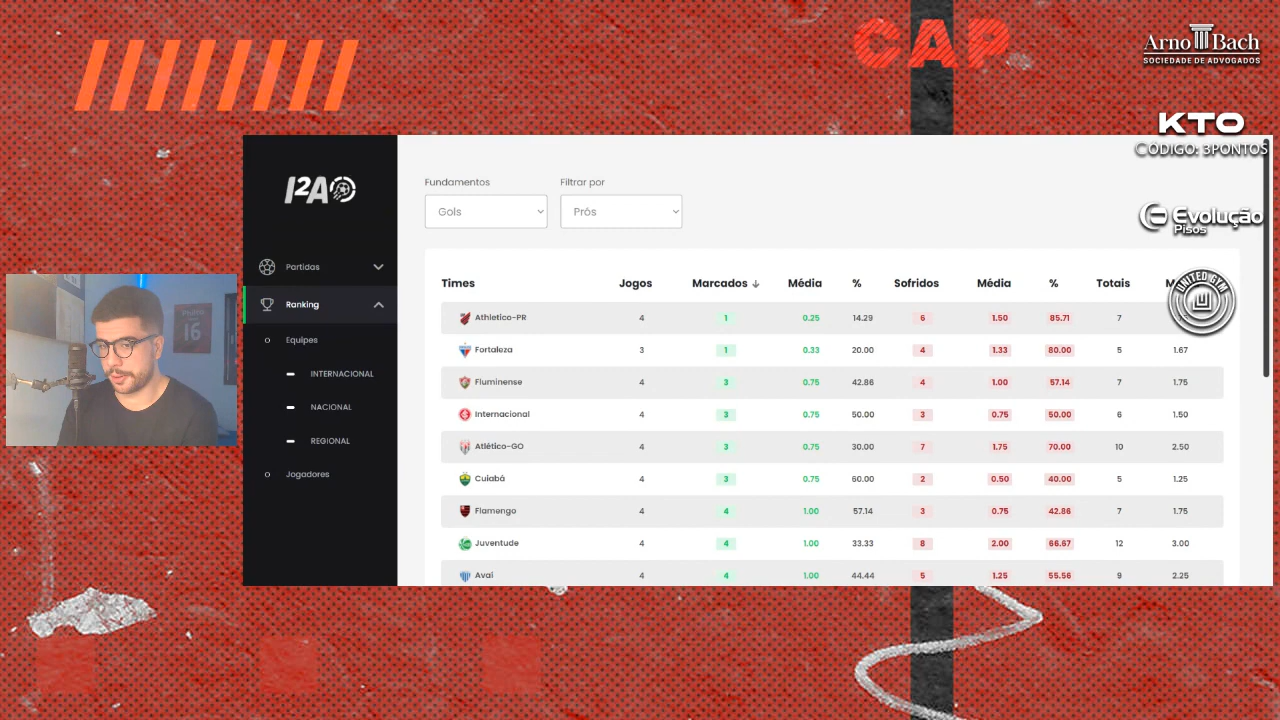 CAP
Arno Bach
SOCIEDADE DE ADVOGADOS
KTO
CÓDIGO: 3PONTOS
Evolução
Pisos
UNITED GYM
I2A
Partidas
Ranking
Equipes
INTERNACIONAL
NACIONAL
REGIONAL
Jogadores
16
Fundamentos Filtrar por
Gols Prós
Times Jogos Marcados ↓ Média % Sofridos Média % Totais
Athletico-PR 4 1 0.25 14.29 6 1.50 85.71 7
Fortaleza 3 1 0.33 20.00 4 1.33 80.00 5 1.67
Fluminense 4 3 0.75 42.86 4 1.00 57.14 7 1.75
Internacional 4 3 0.75 50.00 3 0.75 50.00 6 1.50
Atlético-GO 4 3 0.75 30.00 7 1.75 70.00 10 2.50
Cuiabá 4 3 0.75 60.00 2 0.50 40.00 5 1.25
Flamengo 4 4 1.00 57.14 3 0.75 42.86 7 1.75
Juventude 4 4 1.00 33.33 8 2.00 66.67 12 3.00
Avaí 4 4 1.00 44.44 5 1.25 55.56 9 2.25